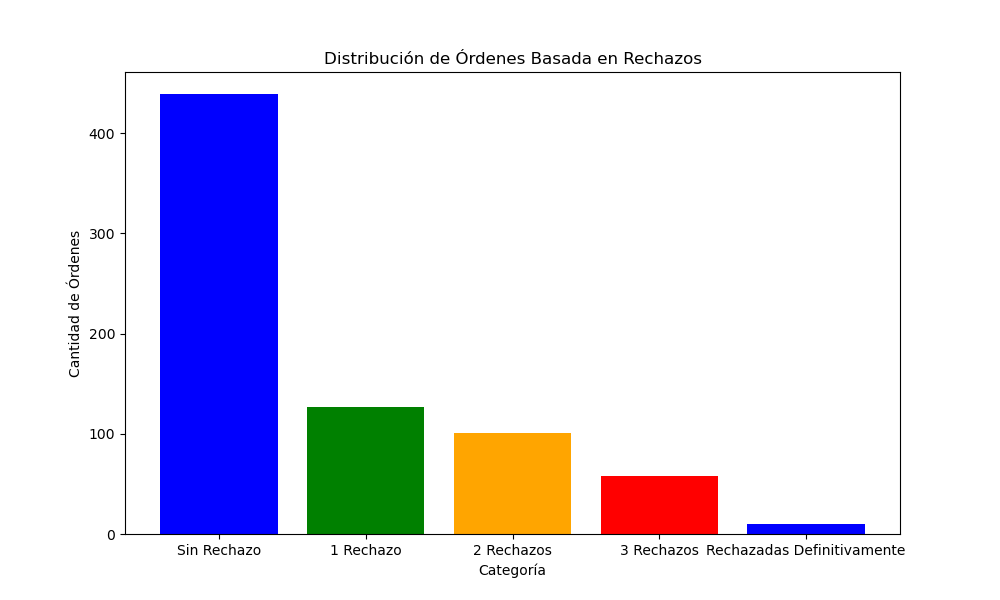 Distribución de Órdenes Basada en Rechazos
Cantidad de Órdenes
400
300
200
100
0
Sin Rechazo
1 Rechazo
2 Rechazos
3 Rechazos
Rechazadas Definitivamente
Categoría